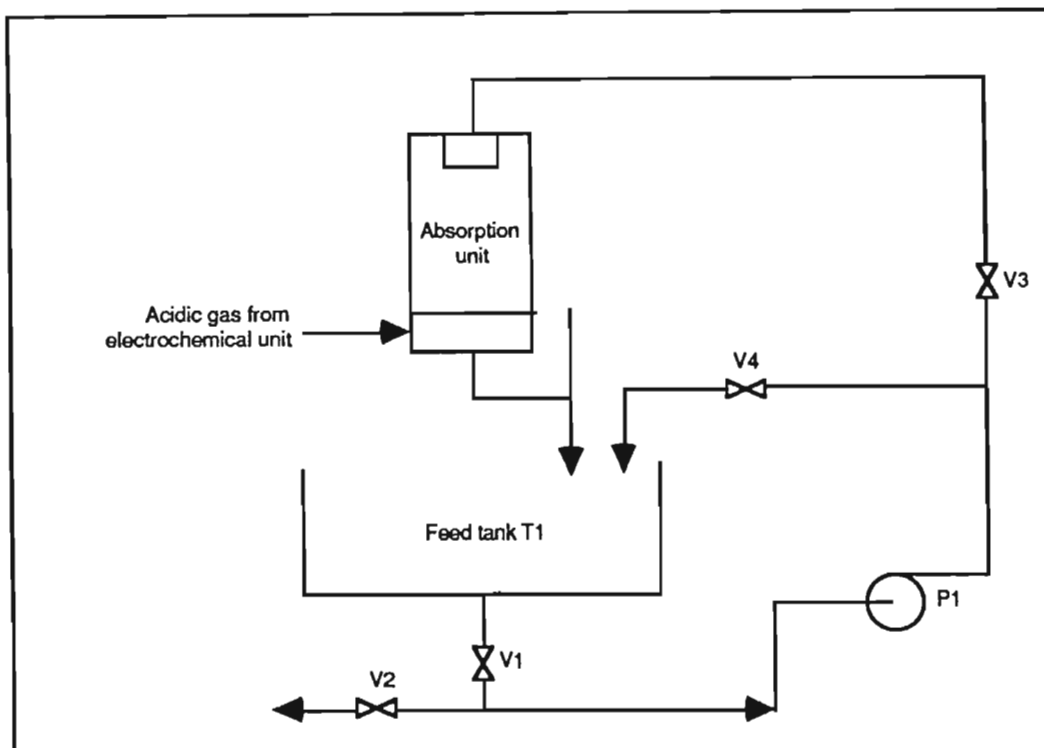 Absorption
unit
V3
Acidic gas from
electrochemical unit
V4
Feed tank T1
P1
V1
V2